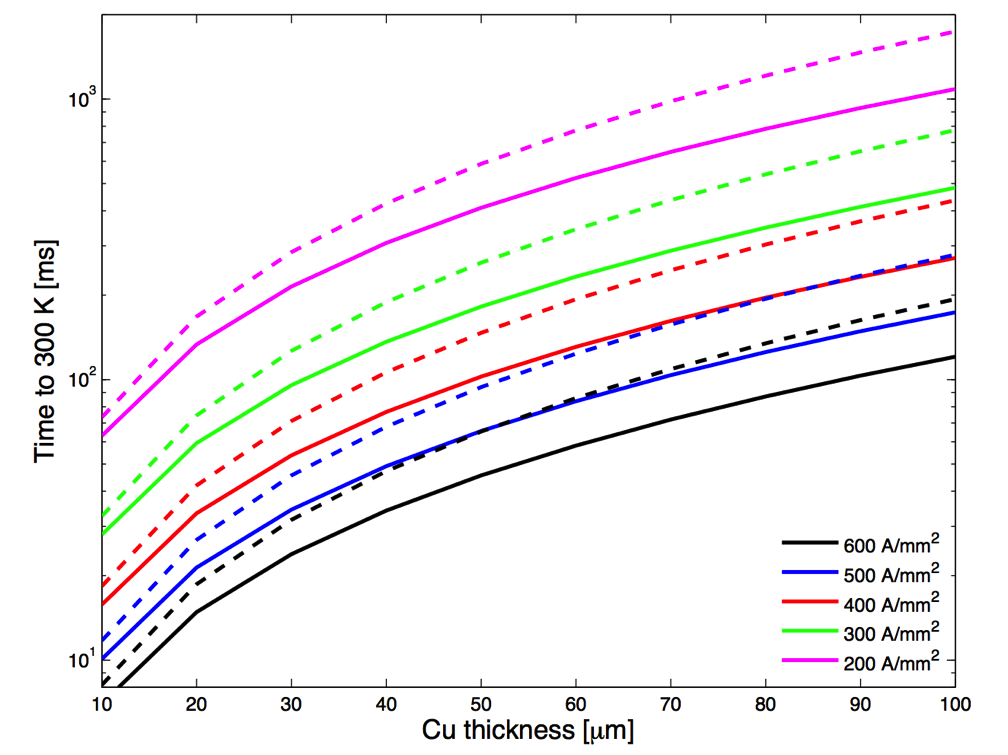 Time to 300 K [ms]
10³
10²
10¹
600 A/mm²
500 A/mm²
400 A/mm²
300 A/mm²
200 A/mm²
10 20 30 40 50 60 70 80 90 100
Cu thickness [μm]